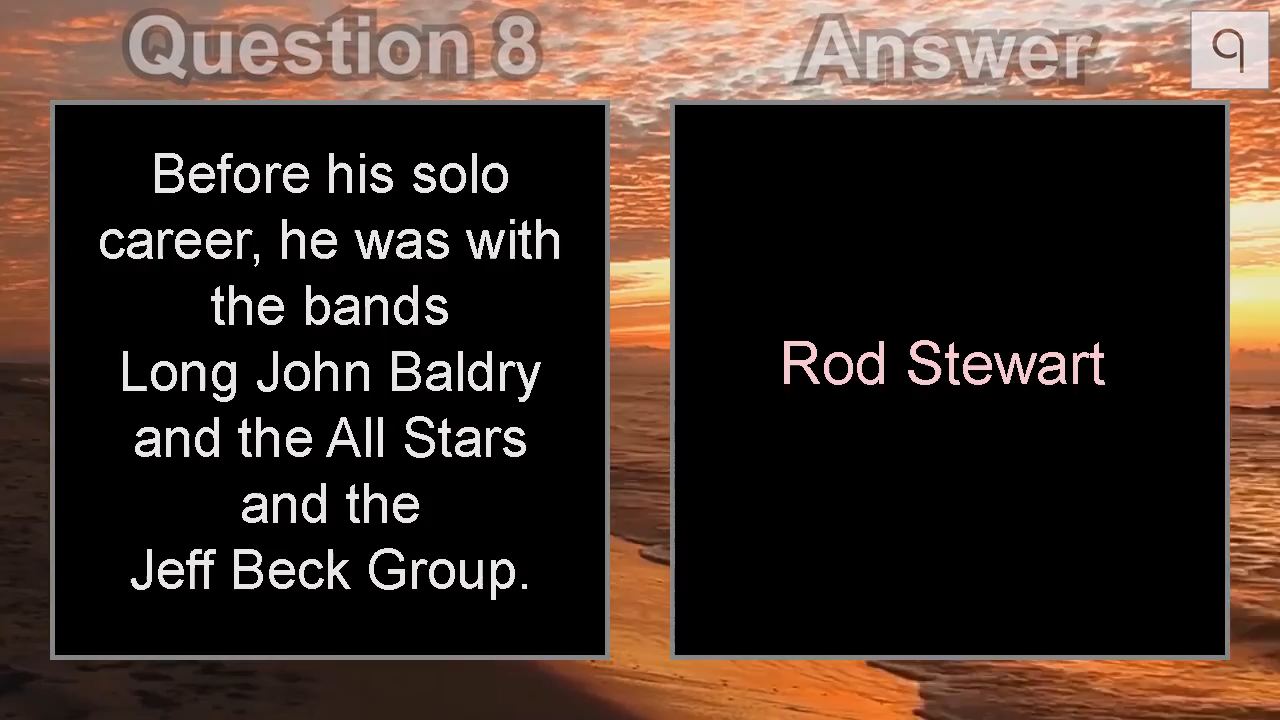 Question 8
Answer
Before his solo
career, he was with
the bands
Long John Baldry
and the All Stars
and the
Jeff Beck Group.
Rod Stewart